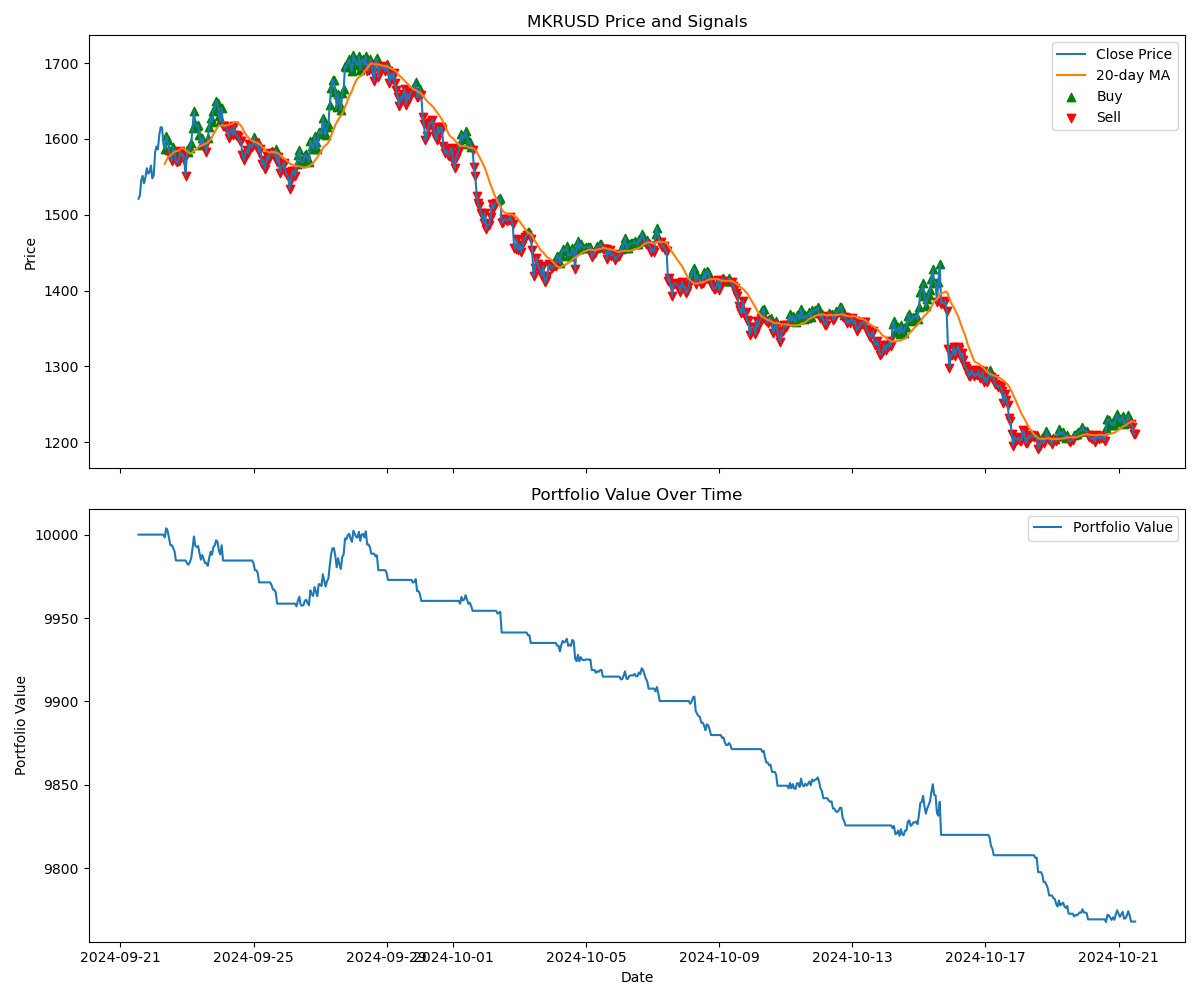 MKRUSD Price and Signals
Price
1700
1600
1500
1400
1300
1200
Close Price
20-day MA
Buy
Sell
Portfolio Value Over Time
Portfolio Value
10000
9950
9900
9850
9800
Portfolio Value
2024-09-21
2024-09-25
2024-09-29
2024-10-01
2024-10-05
2024-10-09
2024-10-13
2024-10-17
2024-10-21
Date